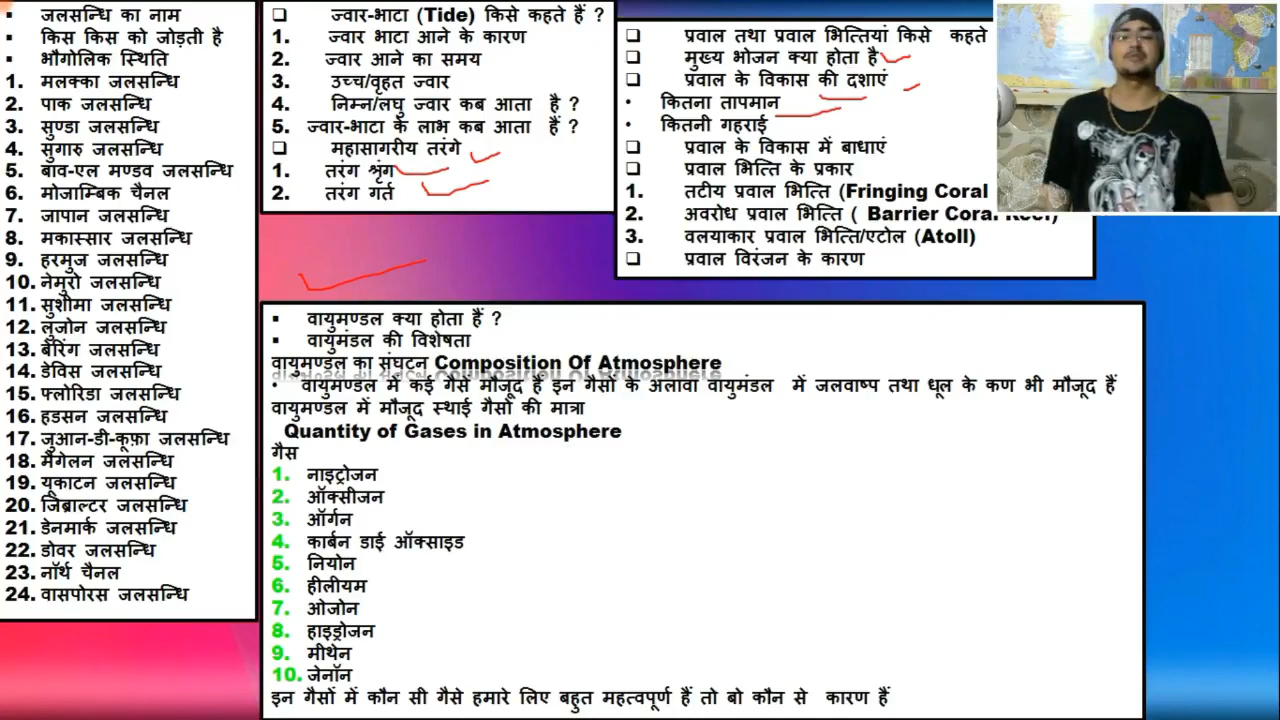 ▪ जलसन्धि का नाम
▪ किस किस को जोड़ती है
▪ भौगोलिक स्थिति
1. मलक्का जलसन्धि
2. पाक जलसन्धि
3. सुण्डा जलसन्धि
4. सुगारु जलसन्धि
5. बाव-एल मण्डव जलसन्धि
6. मोजाम्बिक चैनल
7. जापान जलसन्धि
8. मकास्सार जलसन्धि
9. हरमुज जलसन्धि
10. नेमुरो जलसन्धि
11. सुशीमा जलसन्धि
12. लुजोन जलसन्धि
13. बेरिंग जलसन्धि
14. डेविस जलसन्धि
15. फ्लोरिडा जलसन्धि
16. हडसन जलसन्धि
17. जुआन-डी-कूफ़ा जलसन्धि
18. मैगेलन जलसन्धि
19. यूकाटन जलसन्धि
20. जिब्राल्टर जलसन्धि
21. डेनमार्क जलसन्धि
22. डोवर जलसन्धि
23. नॉर्थ चैनल
24. वासपोरस जलसन्धि
❑ ज्वार-भाटा (Tide) किसे कहते हैं ?
1. ज्वार भाटा आने के कारण
2. ज्वार आने का समय
3. उच्च/वृहत ज्वार
4. निम्न/लघु ज्वार कब आता है ?
5. ज्वार-भाटा के लाभ कब आता हैं ?
❑ महासागरीय तरंगे
1. तरंग श्रृंग
2. तरंग गर्त
❑ प्रवाल तथा प्रवाल भित्तियां किसे कहते
❑ मुख्य भोजन क्या होता है
❑ प्रवाल के विकास की दशाएं
• कितना तापमान
• कितनी गहराई
❑ प्रवाल के विकास में बाधाएं
❑ प्रवाल भित्ति के प्रकार
1. तटीय प्रवाल भित्ति (Fringing Coral
2. अवरोध प्रवाल भित्ति ( Barrier Coral Reef)
3. वलयाकार प्रवाल भित्ति/एटोल (Atoll)
❑ प्रवाल विरंजन के कारण
▪ वायुमण्डल क्या होता हैं ?
▪ वायुमंडल की विशेषता
वायुमण्डल का संघटन Composition Of Atmosphere
• वायुमण्डल में कई गैसें मौजूद हैं इन गैसों के अलावा वायुमंडल में जलवाष्प तथा धूल के कण भी मौजूद हैं
वायुमण्डल में मौजूद स्थाई गैसों की मात्रा
Quantity of Gases in Atmosphere
गैस
1. नाइट्रोजन
2. ऑक्सीजन
3. ऑर्गन
4. कार्बन डाई ऑक्साइड
5. नियोन
6. हीलीयम
7. ओजोन
8. हाइड्रोजन
9. मीथेन
10. जेनॉन
इन गैसों में कौन सी गैसे हमारे लिए बहुत महत्वपूर्ण हैं तो बो कौन से कारण हैं